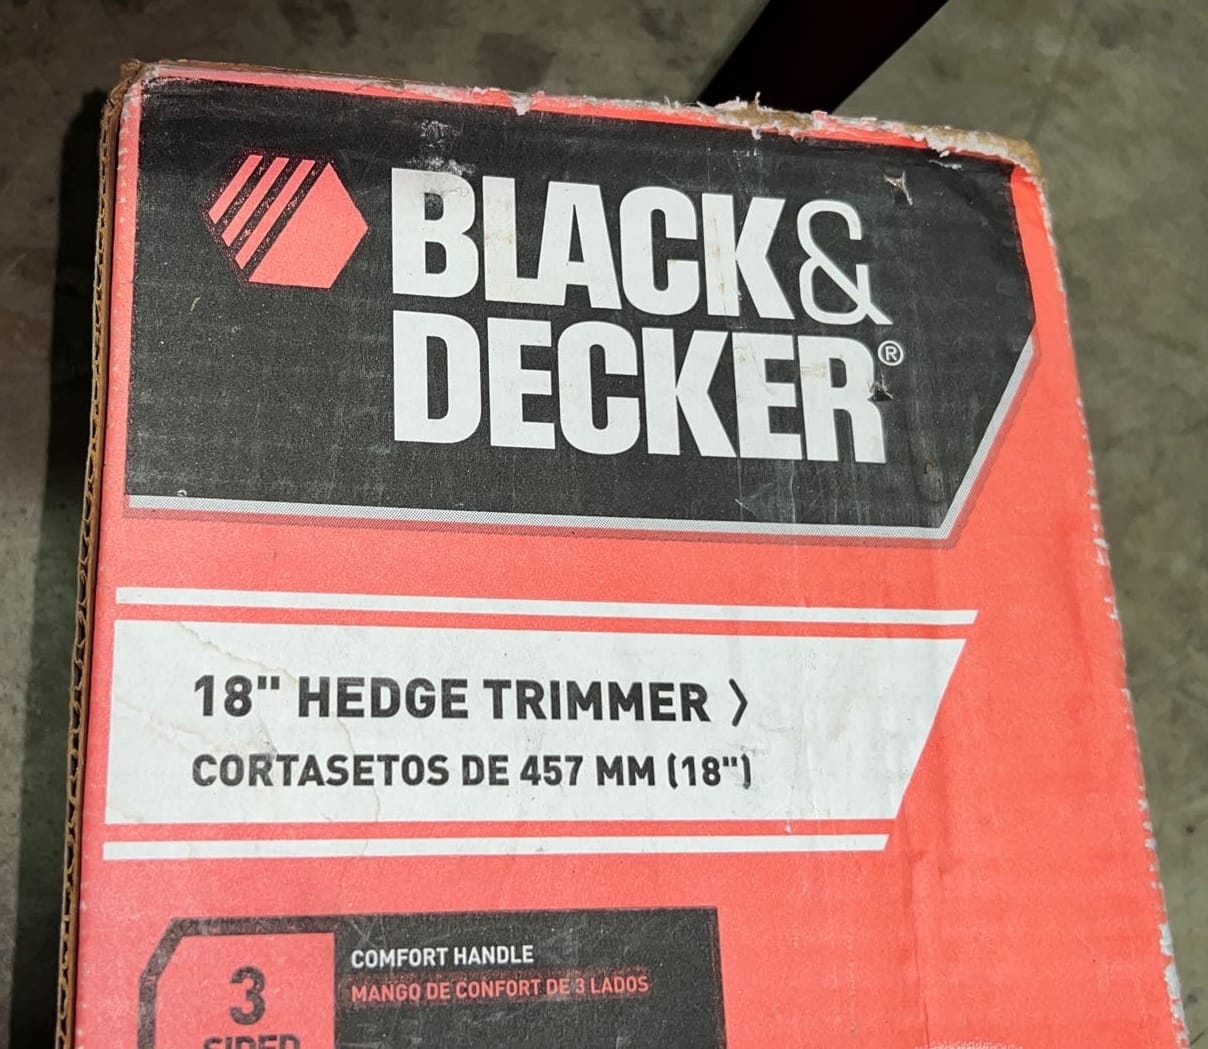 BLACK&
DECKER®
18" HEDGE TRIMMER >
CORTASETOS DE 457 MM (18")
3
SIDED
COMFORT HANDLE
MANGO DE CONFORT DE 3 LADOS